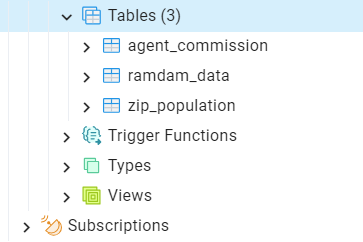 Tables (3)
agent_commission
ramdam_data
zip_population
Trigger Functions
Types
Views
Subscriptions